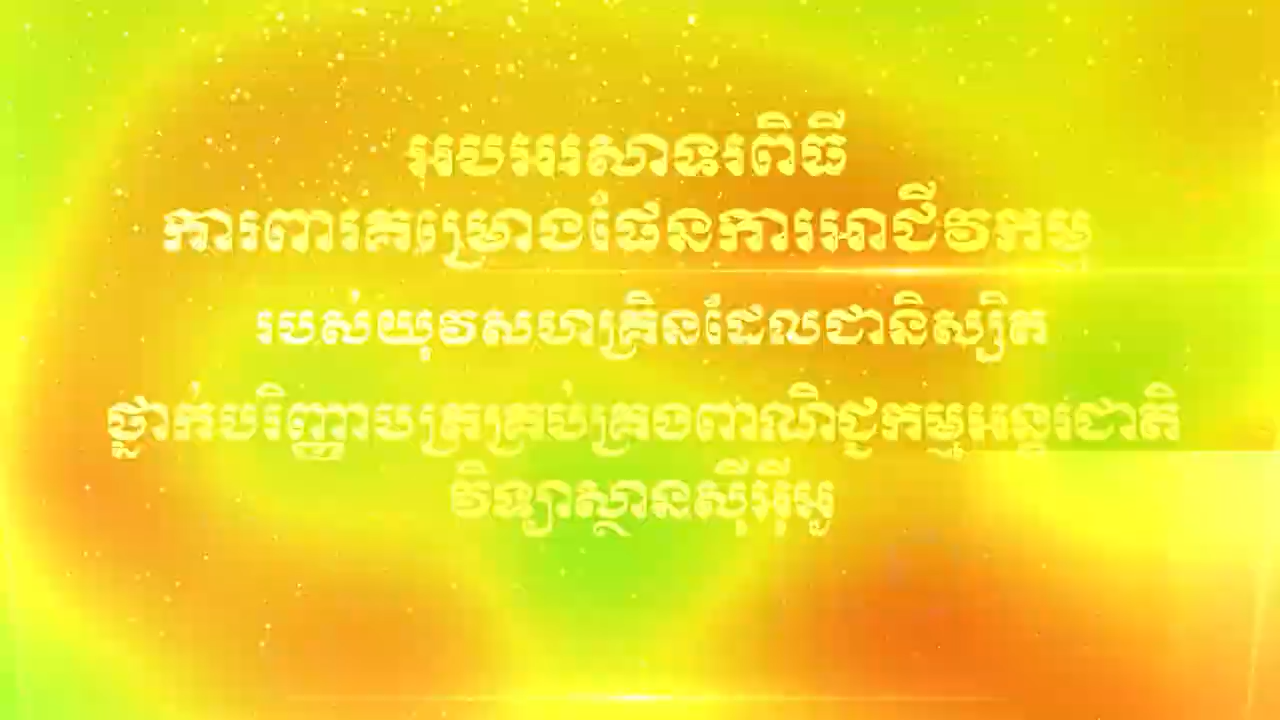 អបអរសាទរពិធី
ការពារគម្រោងផែនការអាជីវកម្ម
របស់យុវសហគ្រិនដែលជានិស្សិត
ថ្នាក់បរិញ្ញាបត្រគ្រប់គ្រងពាណិជ្ជកម្មអន្តរជាតិ
វិទ្យាស្ថានស៊ីអ៊ីអូ